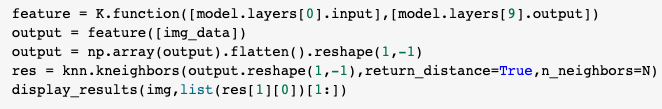 feature = K.function([model.layers[0].input],[model.layers[9].output])
output = feature([img_data])
output = np.array(output).flatten().reshape(1,-1)
res = knn.kneighbors(output.reshape(1,-1),return_distance=True,n_neighbors=N)
display_results(img,list(res[1][0])[1:])